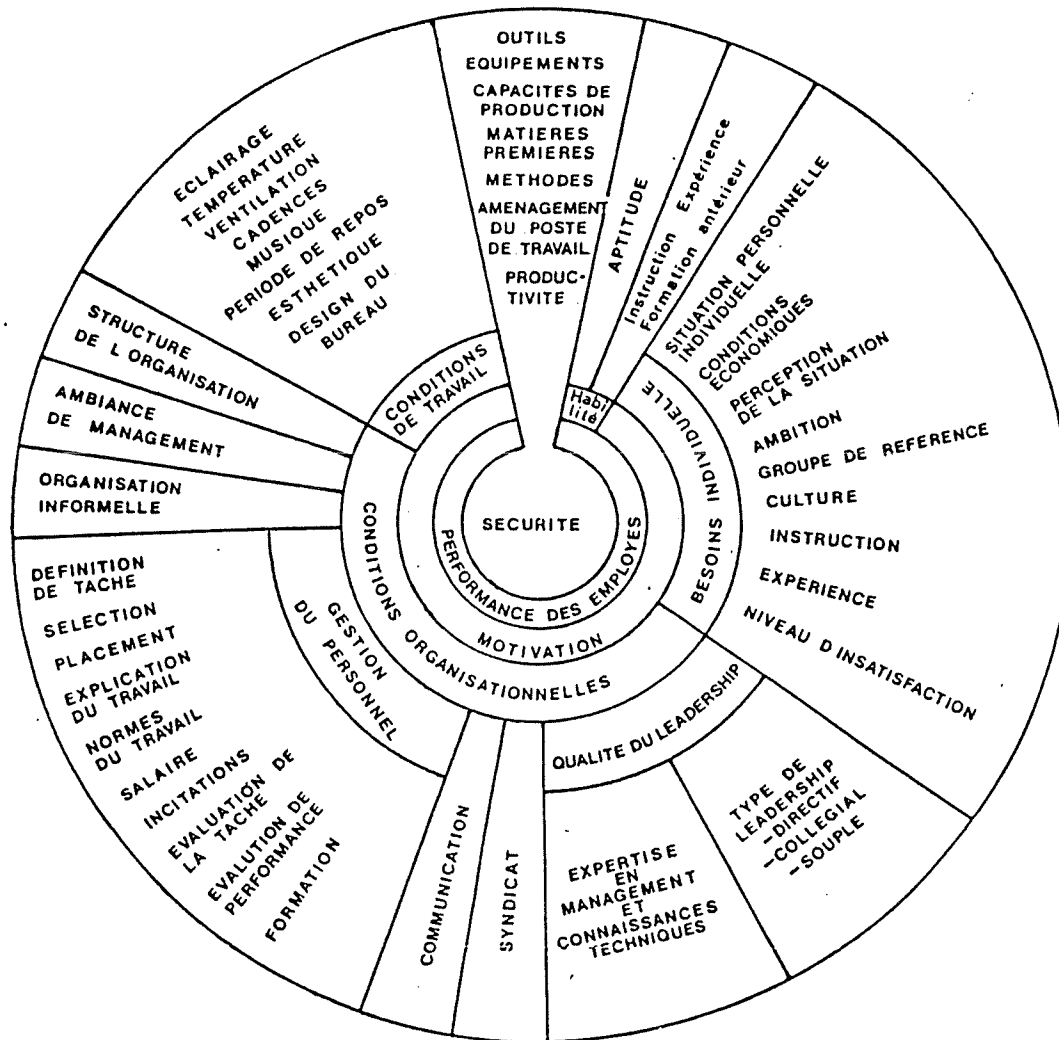 OUTILS
EQUIPEMENTS
CAPACITES DE
PRODUCTION
MATIERES
PREMIERES
METHODES
AMENAGEMENT
DU POSTE
DE TRAVAIL
PRODUC-
TIVITE
APTITUDE
Instruction Expérience
Formation antérieur
Habi
lité
SITUATION PERSONNELLE
INDIVIDUELLE
CONDITIONS
ECONOMIQUES
PERCEPTION
DE LA SITUATION
AMBITION
GROUPE DE REFERENCE
CULTURE
INSTRUCTION
EXPERIENCE
NIVEAU D INSATISFACTION
BESOINS INDIVIDUELLE
TYPE DE
LEADERSHIP
-DIRECTIF
-COLLEGIAL
-SOUPLE
EXPERTISE
EN
MANAGEMENT
ET
CONNAISSANCES
TECHNIQUES
QUALITE DU LEADERSHIP
SYNDICAT
COMMUNICATION
GESTION
DU PERSONNEL
DEFINITION
DE TACHE
SELECTION
PLACEMENT
EXPLICATION
DU TRAVAIL
NORMES
DU TRAVAIL
SALAIRE
INCITATIONS
EVALUATION DE
LA TACHE
EVALUTION DE
PERFORMANCE
FORMATION
ORGANISATION
INFORMELLE
AMBIANCE
DE MANAGEMENT
STRUCTURE
DE L ORGANISATION
ECLAIRAGE
TEMPERATURE
VENTILATION
CADENCES
MUSIQUE
PERIODE DE REPOS
ESTHETIQUE
DESIGN DU
BUREAU
CONDITIONS
DE TRAVAIL
CONDITIONS ORGANISATIONNELLES
MOTIVATION
PERFORMANCE DES EMPLOYES
SECURITE